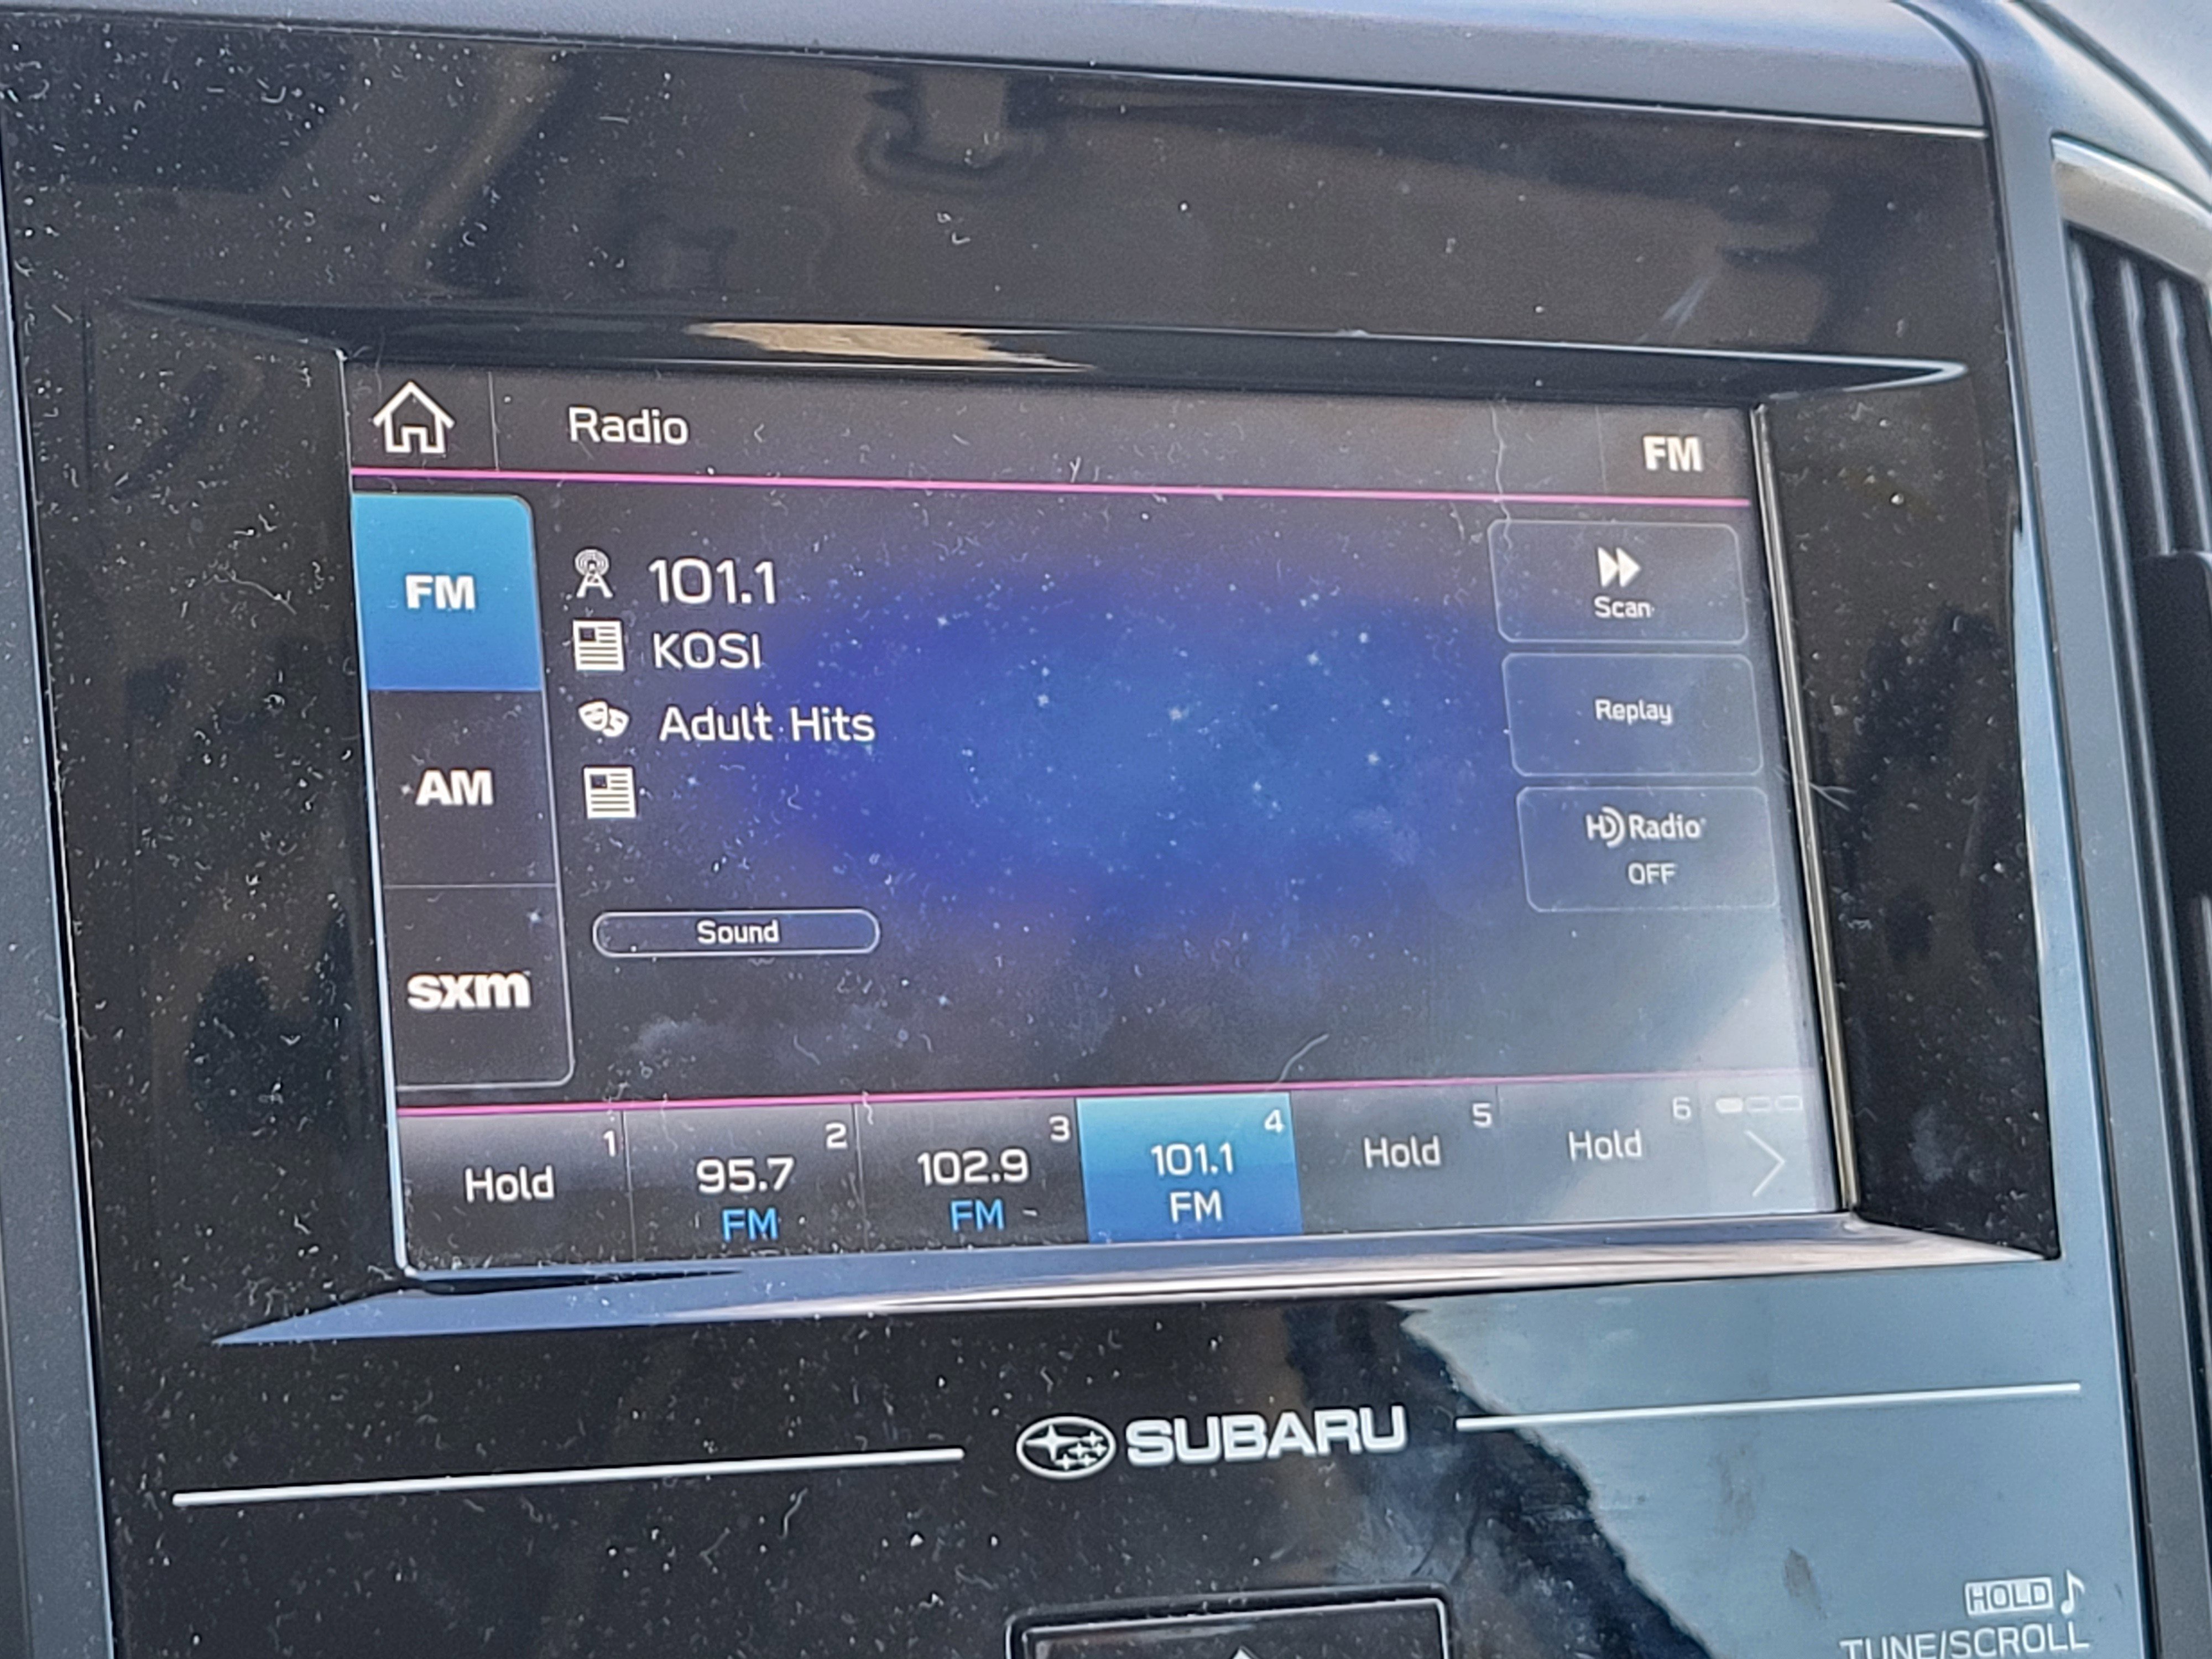 Radio
FM
FM
AM
sxm
101.1
KOSI
Adult Hits
Sound
Scan
Replay
HD Radio
OFF
1
Hold
2
95.7
FM
3
102.9
FM
4
101.1
FM
5
Hold
6
Hold
SUBARU
HOLD
TUNE/SCROLL